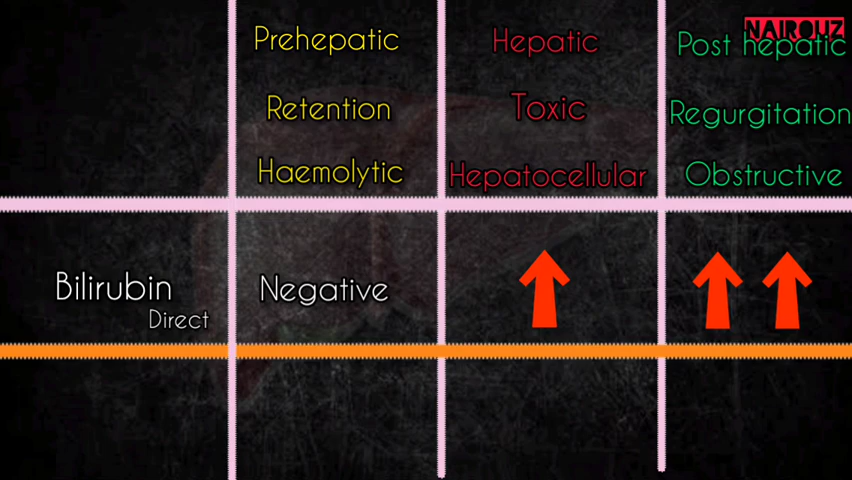 NAIROUZ
Prehepatic
Hepatic
Post hepatic
Retention
Toxic
Regurgitation
Haemolytic
Hepatocellular
Obstructive
Bilirubin
Direct
Negative